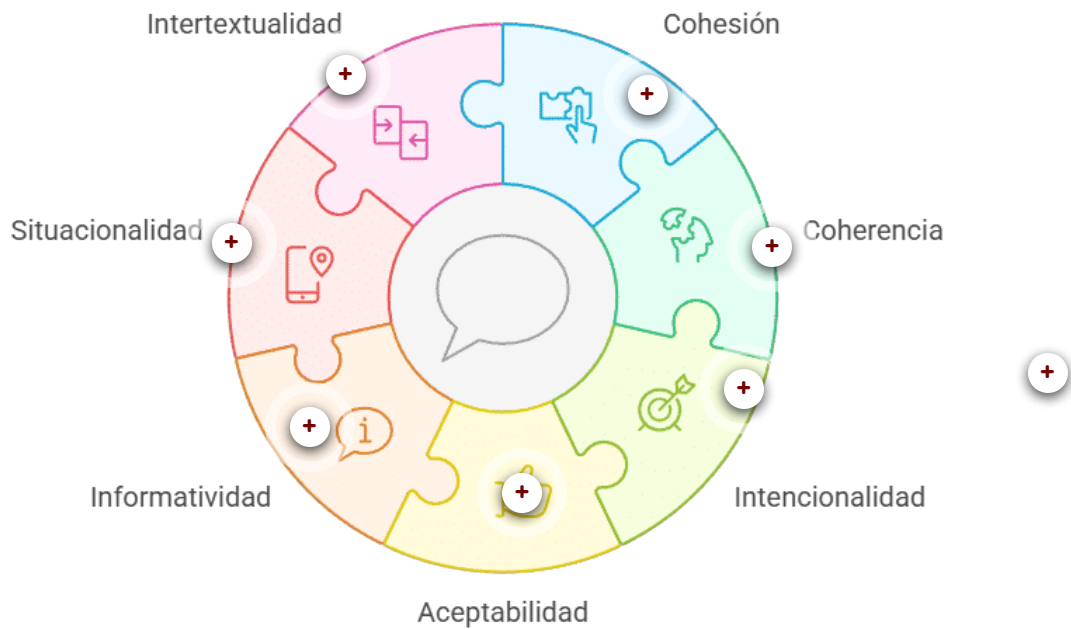 Intertextualidad
Cohesión
Situacionalidad
Coherencia
i
Informatividad
Intencionalidad
Aceptabilidad